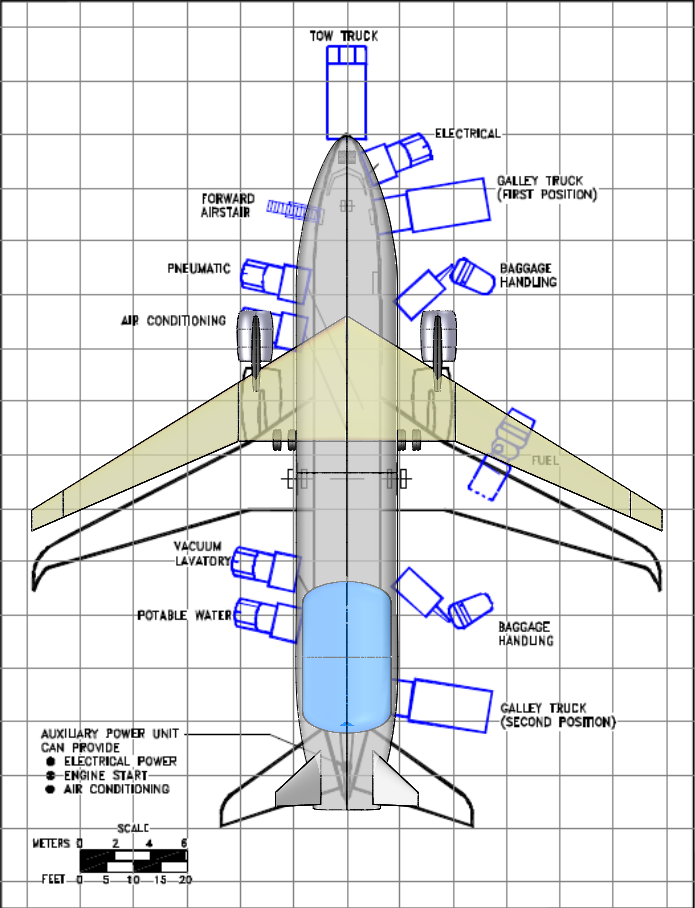 TOW TRUCK
ELECTRICAL
GALLEY TRUCK
(FIRST POSITION)
FORWARD
AIRSTAIR
PNEUMATIC
BAGGAGE
HANDLING
AIR CONDITIONING
FUEL
VACUUM
LAVATORY
POTABLE WATER
BAGGAGE
HANDLING
GALLEY TRUCK
(SECOND POSITION)
AUXILIARY POWER UNIT
CAN PROVIDE
● ELECTRICAL POWER
● ENGINE START
● AIR CONDITIONING
SCALE
METERS 0 2 4 6
FEET 0 5 10 15 20